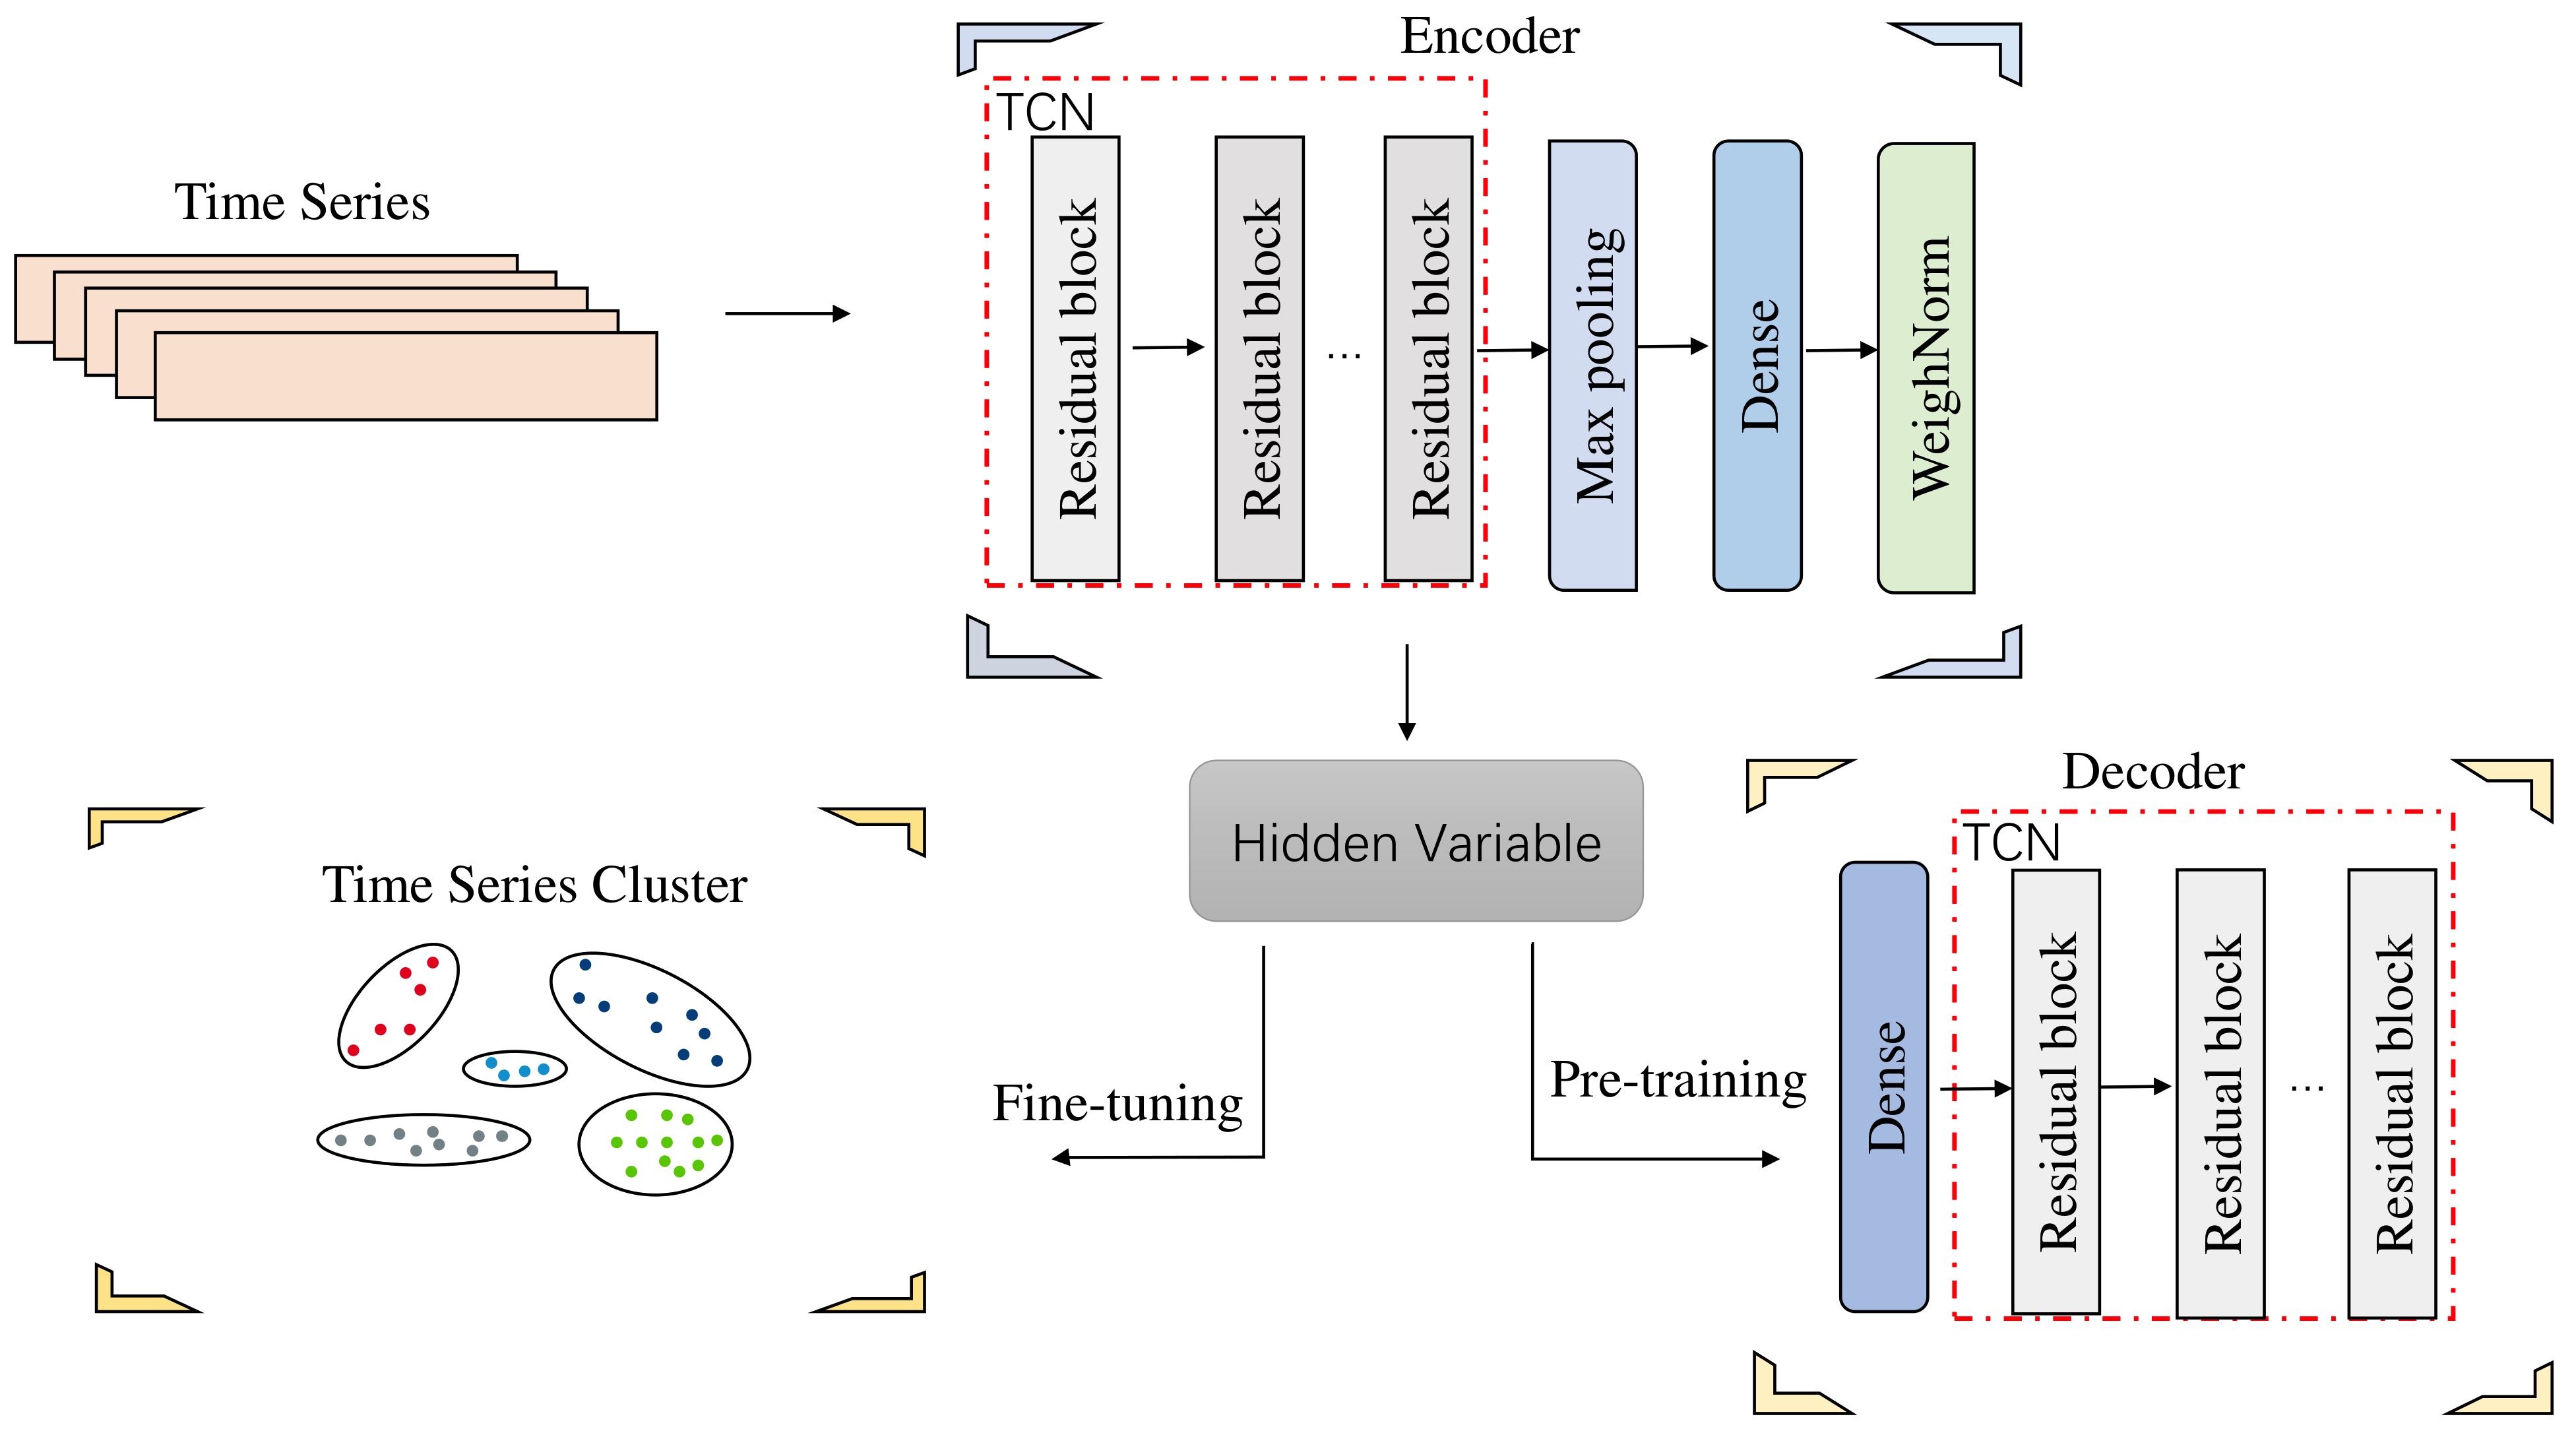 Encoder
TCN
Time Series
Residual block
Residual block
...
Residual block
Max pooling
Dense
WeighNorm
Hidden Variable
Decoder
TCN
Time Series Cluster
Fine-tuning
Pre-training
Dense
Residual block
Residual block
...
Residual block